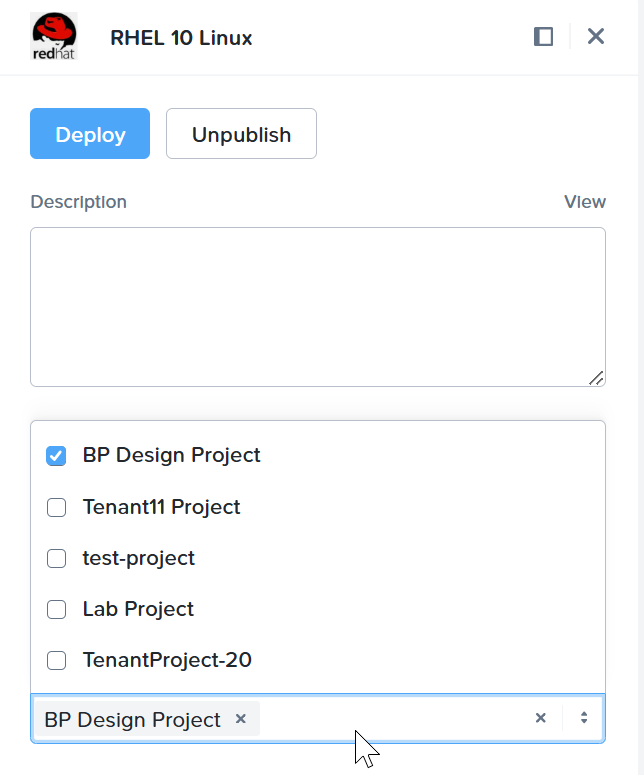 redhat
RHEL 10 Linux
Deploy
Unpublish
Description
View
BP Design Project
Tenant11 Project
test-project
Lab Project
TenantProject-20
BP Design Project